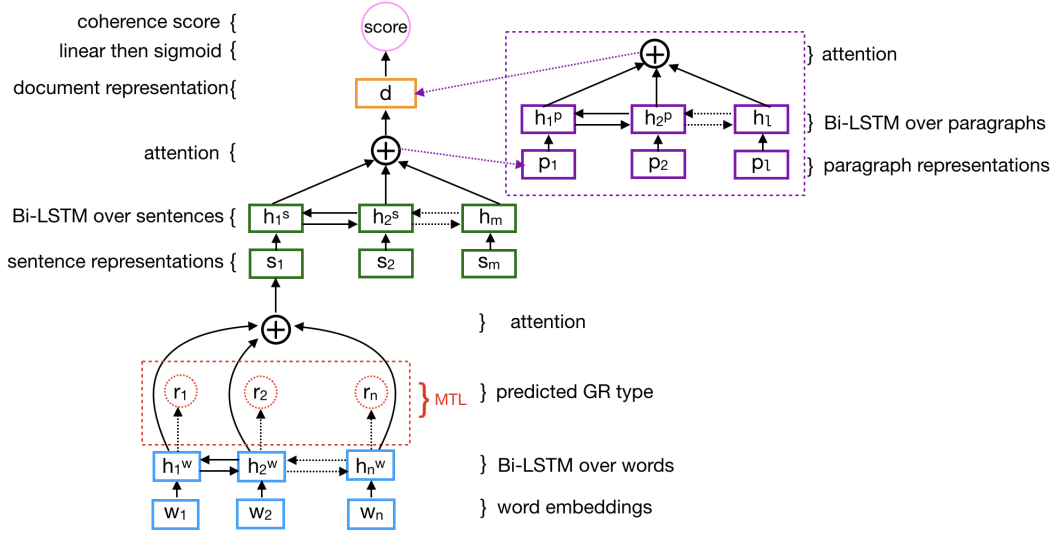 coherence score {
score
linear then sigmoid {
} attention
document representation {
d
h1p h2p hl
} Bi-LSTM over paragraphs
attention {
p1 p2 pl
} paragraph representations
Bi-LSTM over sentences {
h1s h2s hm
sentence representations {
s1 s2 sm
} attention
r1 r2 rn
} MTL
} predicted GR type
h1w h2w hnw
} Bi-LSTM over words
w1 w2 wn
} word embeddings